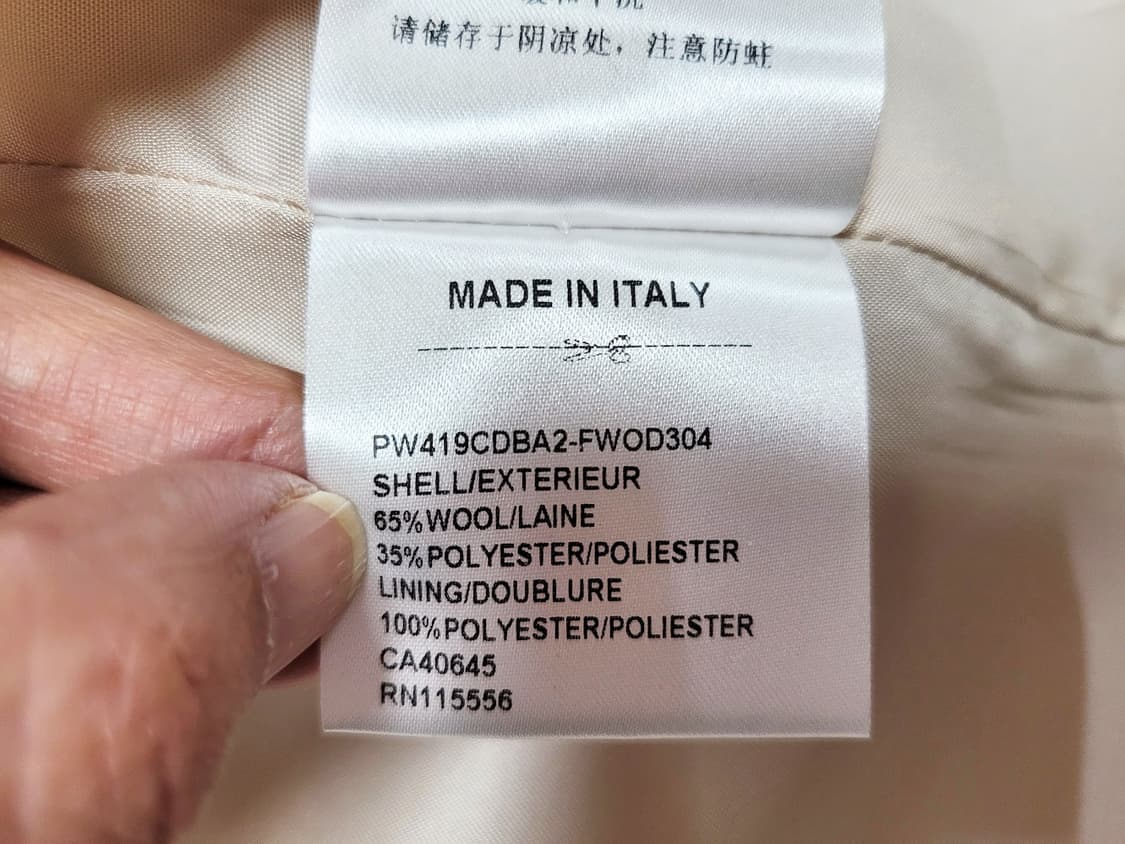 请储存于阴凉处，注意防蛀
MADE IN ITALY
PW419CDBA2-FWOD304
SHELL/EXTERIEUR
65%WOOL/LAINE
35%POLYESTER/POLIESTER
LINING/DOUBLURE
100%POLYESTER/POLIESTER
CA40645
RN115556